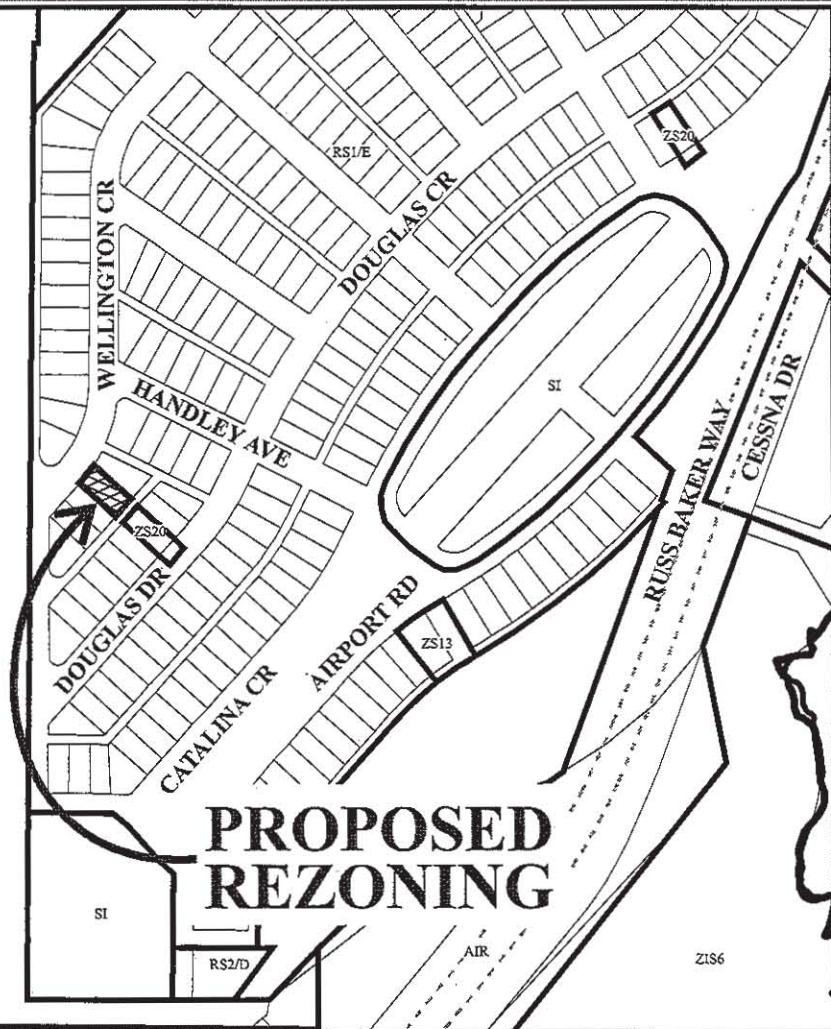 ZS20
RS1/E
DOUGLAS CR
WELLINGTON CR
SI
HANDLEY AVE
RUSS BAKER WAY
CESSNA DR
ZS20
DOUGLAS DR
AIRPORT RD
ZS13
CATALINA CR
PROPOSED
REZONING
SI
RS2/D
AIR
ZIS6